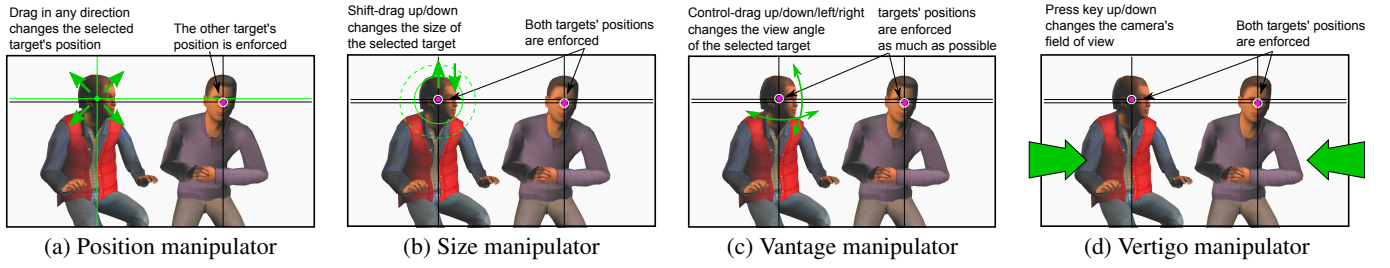 Drag in any direction
changes the selected
target's position
The other target's
position is enforced
(a) Position manipulator
Shift-drag up/down
changes the size of
the selected target
Both targets' positions
are enforced
(b) Size manipulator
Control-drag up/down/left/right
changes the view angle
of the selected target
targets' positions
are enforced
as much as possible
(c) Vantage manipulator
Press key up/down
changes the camera's
field of view
Both targets' positions
are enforced
(d) Vertigo manipulator